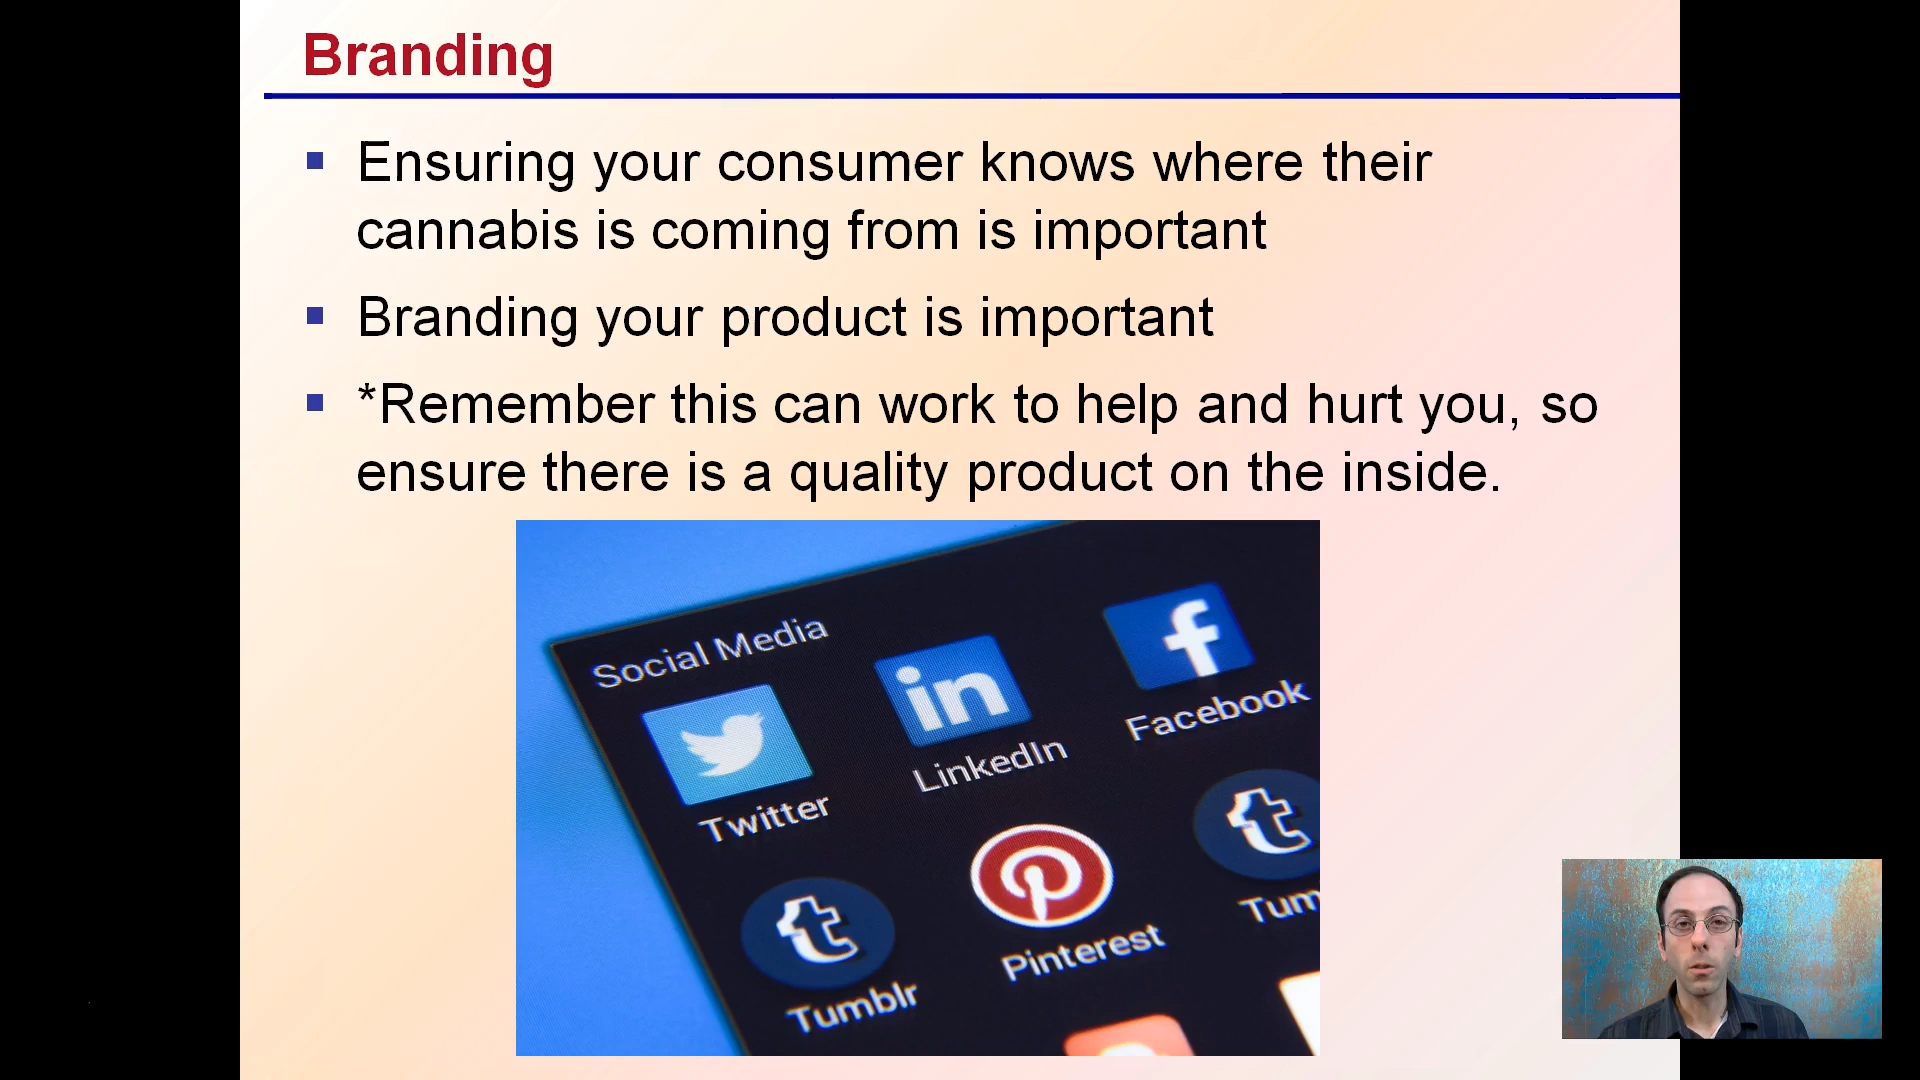 Branding
Ensuring your consumer knows where their
cannabis is coming from is important
Branding your product is important
*Remember this can work to help and hurt you, so
ensure there is a quality product on the inside.
Social Media
Twitter
LinkedIn
Facebook
Tumblr
Pinterest
Tum